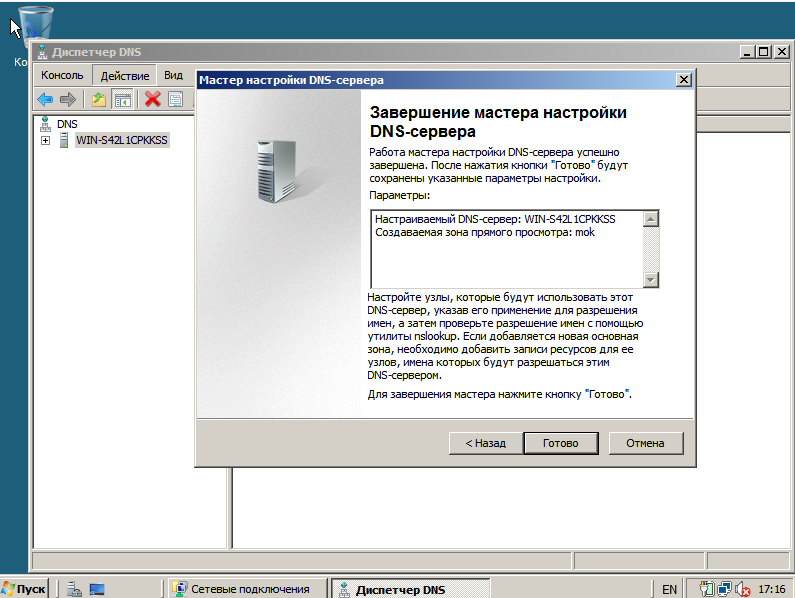 Ко
Диспетчер DNS
Консоль Действие Вид
Мастер настройки DNS-сервера
DNS
WIN-S42L1CPKKSS
Завершение мастера настройки
DNS-сервера
Работа мастера настройки DNS-сервера успешно
завершена. После нажатия кнопки "Готово" будут
сохранены указанные параметры настройки.
Параметры:
Настраиваемый DNS-сервер: WIN-S42L1CPKKSS
Создаваемая зона прямого просмотра: mok
Настройте узлы, которые будут использовать этот
DNS-сервер, указав его применение для разрешения
имен, а затем проверьте разрешение имен с помощью
утилиты nslookup. Если добавляется новая основная
зона, необходимо добавить записи ресурсов для ее
узлов, имена которых будут разрешаться этим
DNS-сервером.
Для завершения мастера нажмите кнопку "Готово".
< Назад Готово Отмена
Пуск Сетевые подключения Диспетчер DNS EN 17:16